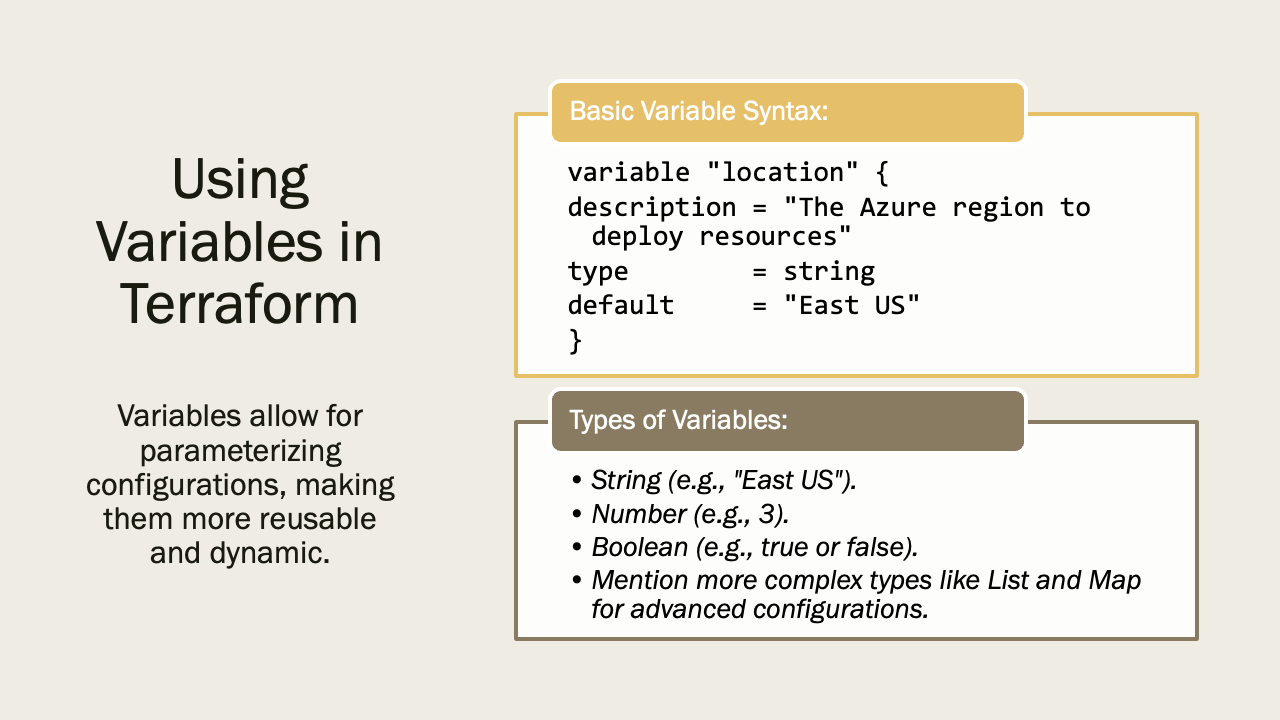 Using
Variables in
Terraform
Variables allow for
parameterizing
configurations, making
them more reusable
and dynamic.
Basic Variable Syntax:
variable "location" {
description = "The Azure region to
deploy resources"
type        = string
default     = "East US"
}
Types of Variables:
• String (e.g., "East US").
• Number (e.g., 3).
• Boolean (e.g., true or false).
• Mention more complex types like List and Map
for advanced configurations.